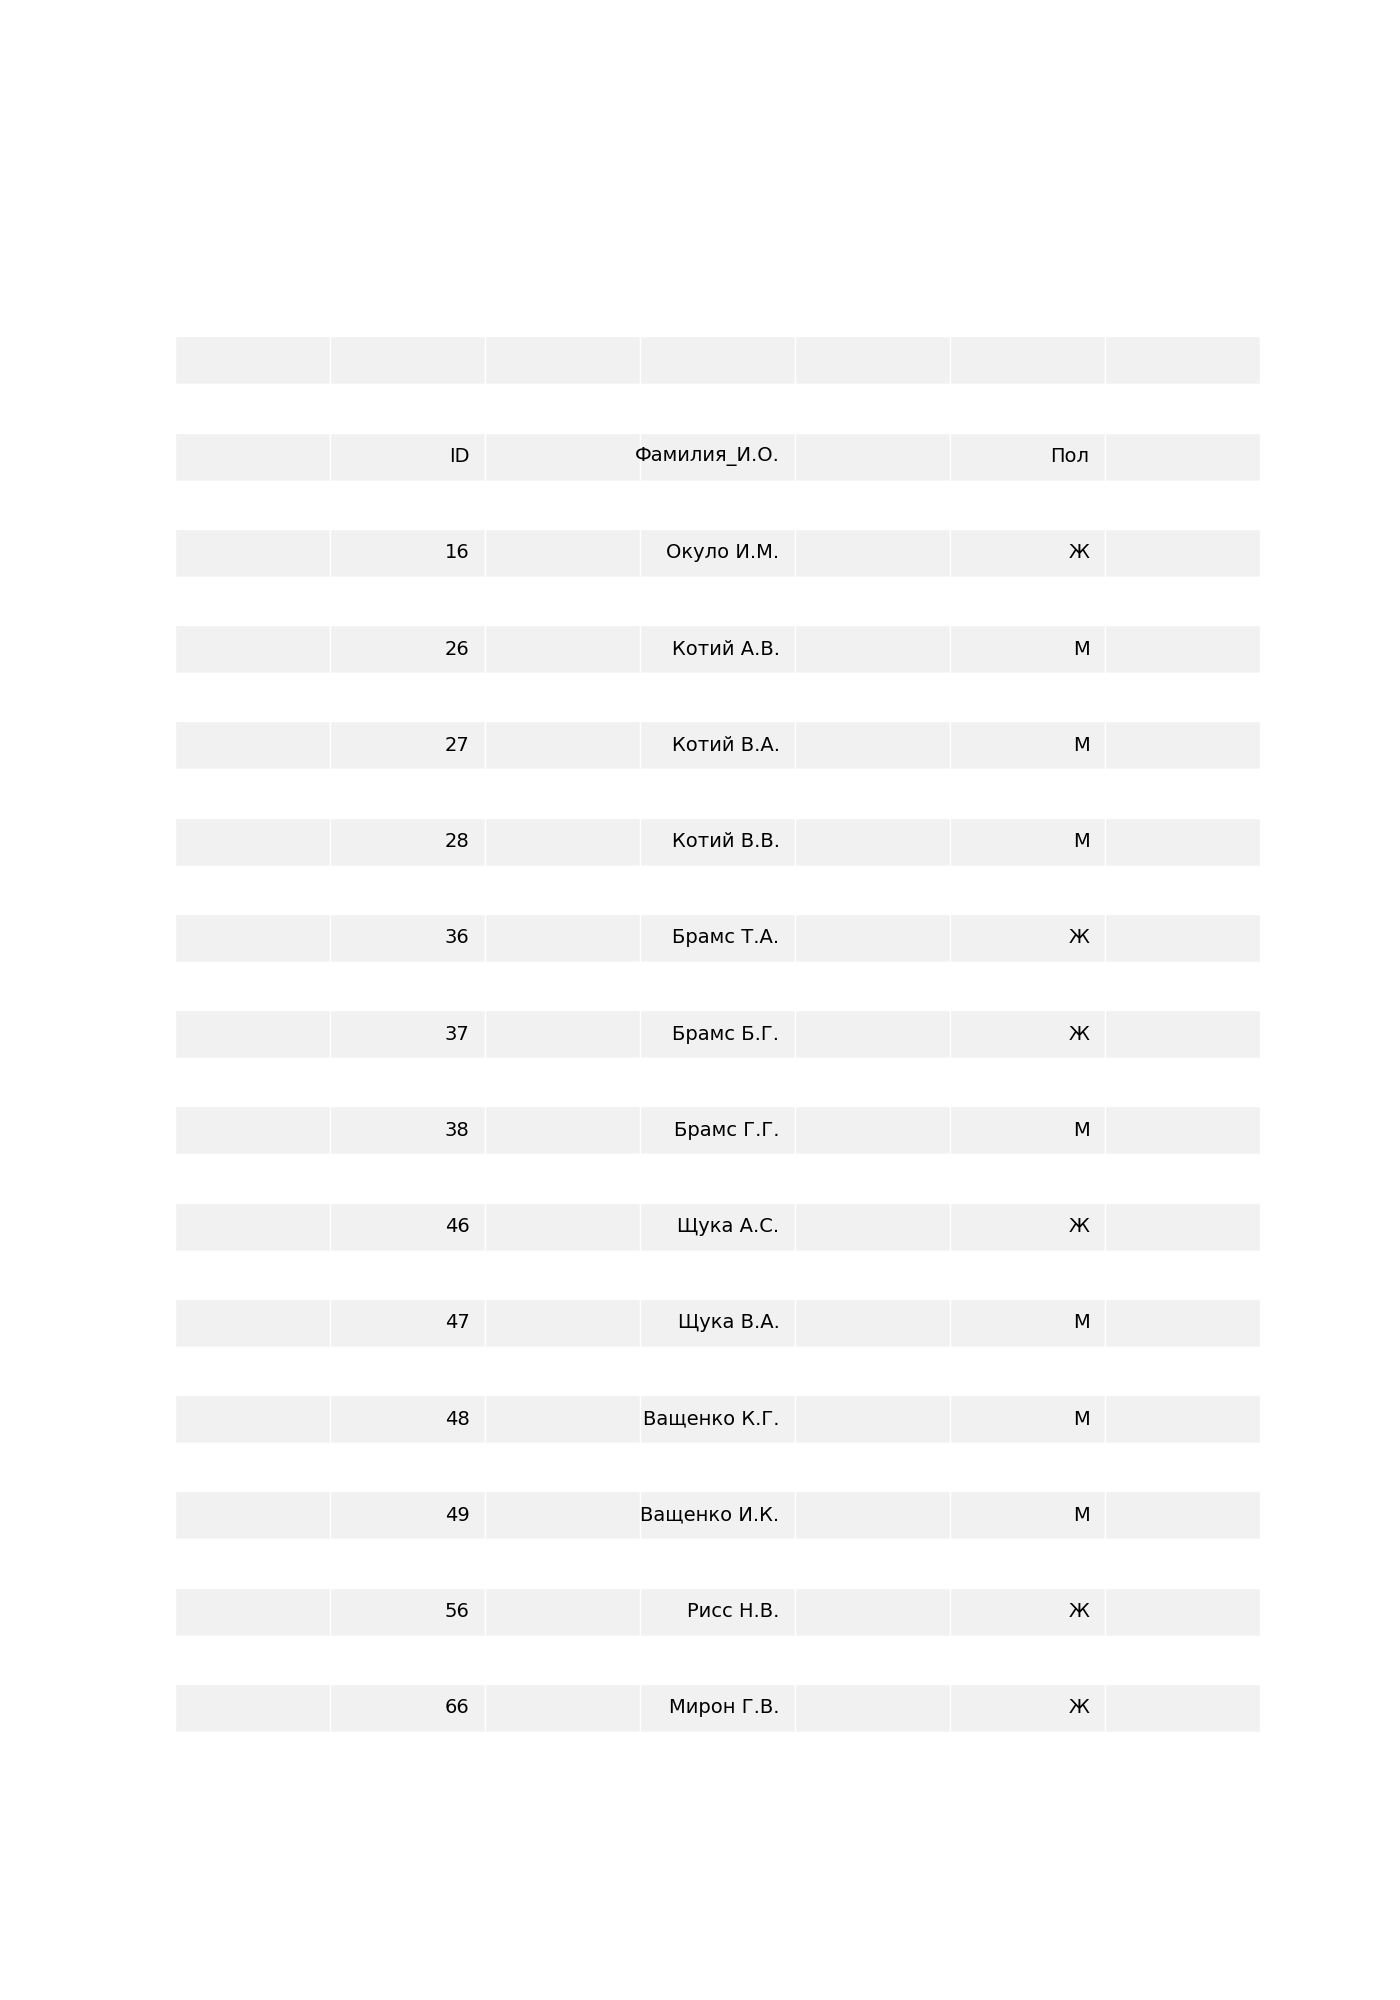 ID Фамилия_И.О. Пол
16 Окуло И.М. Ж
26 Котий А.В. М
27 Котий В.А. М
28 Котий В.В. М
36 Брамс Т.А. Ж
37 Брамс Б.Г. Ж
38 Брамс Г.Г. М
46 Щука А.С. Ж
47 Щука В.А. М
48 Ващенко К.Г. М
49 Ващенко И.К. М
56 Рисс Н.В. Ж
66 Мирон Г.В. Ж